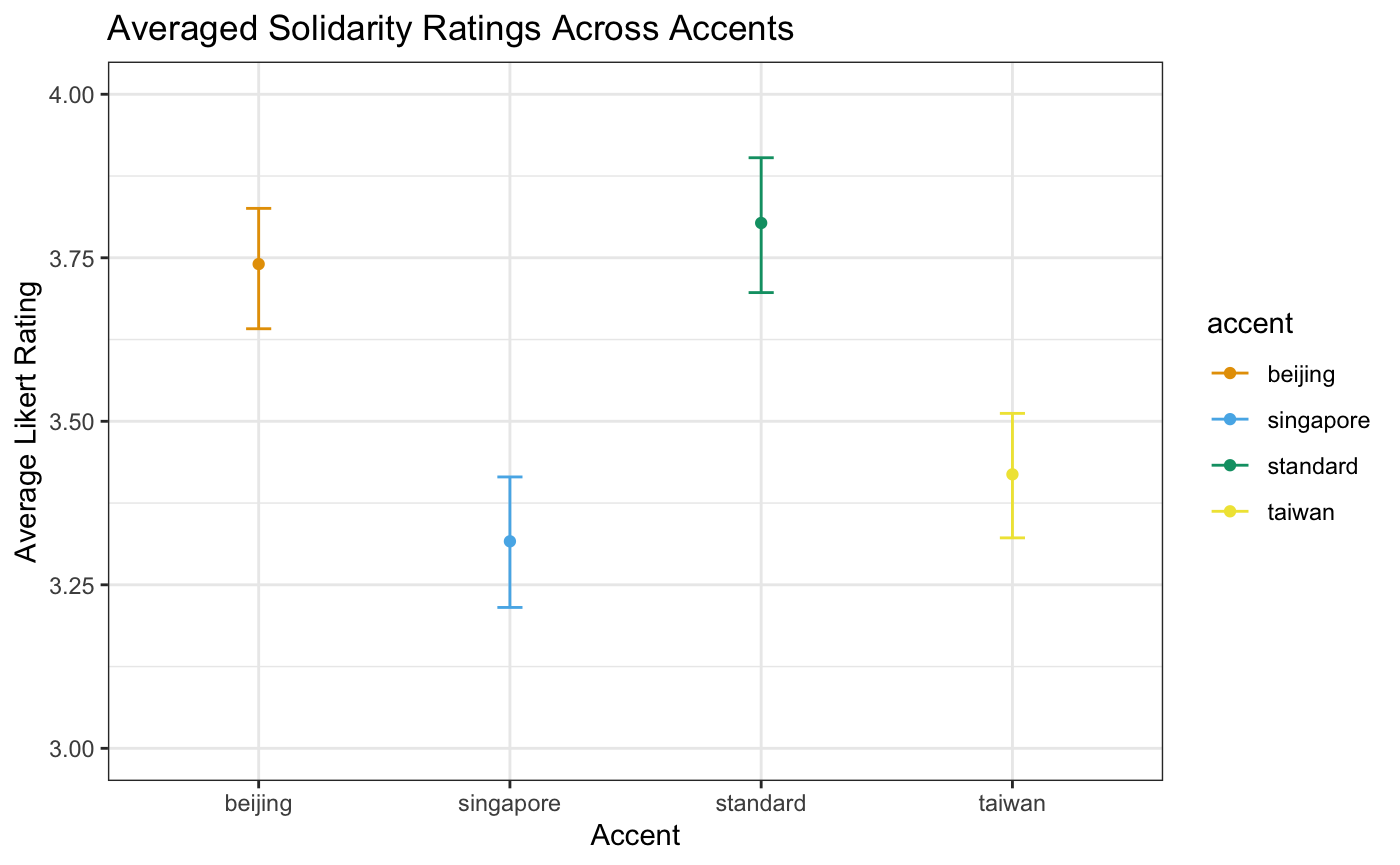 Averaged Solidarity Ratings Across Accents
4.00
3.75
3.50
3.25
3.00
Average Likert Rating
beijing
singapore
standard
taiwan
Accent
accent
beijing
singapore
standard
taiwan